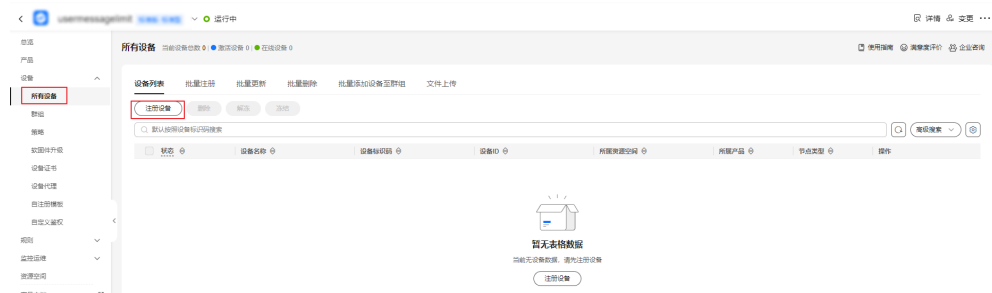 usermessagelimit 运行中 详情 变更
总览
产品
设备
所有设备
群组
策略
软固件升级
设备证书
设备代理
自注册模板
自定义鉴权
规则
监控运维
资源空间
所有设备 当前设备总数 0 | 激活设备 0 | 在线设备 0 使用指南 满意度评价 企业咨询
设备列表 批量注册 批量更新 批量删除 批量添加设备至群组 文件上传
注册设备 删除 解冻 冻结
默认按照设备标识码搜索 高级搜索
状态 设备名称 设备标识码 设备ID 所属资源空间 所属产品 节点类型 操作
暂无表格数据
当前无设备数据，请先注册设备
注册设备